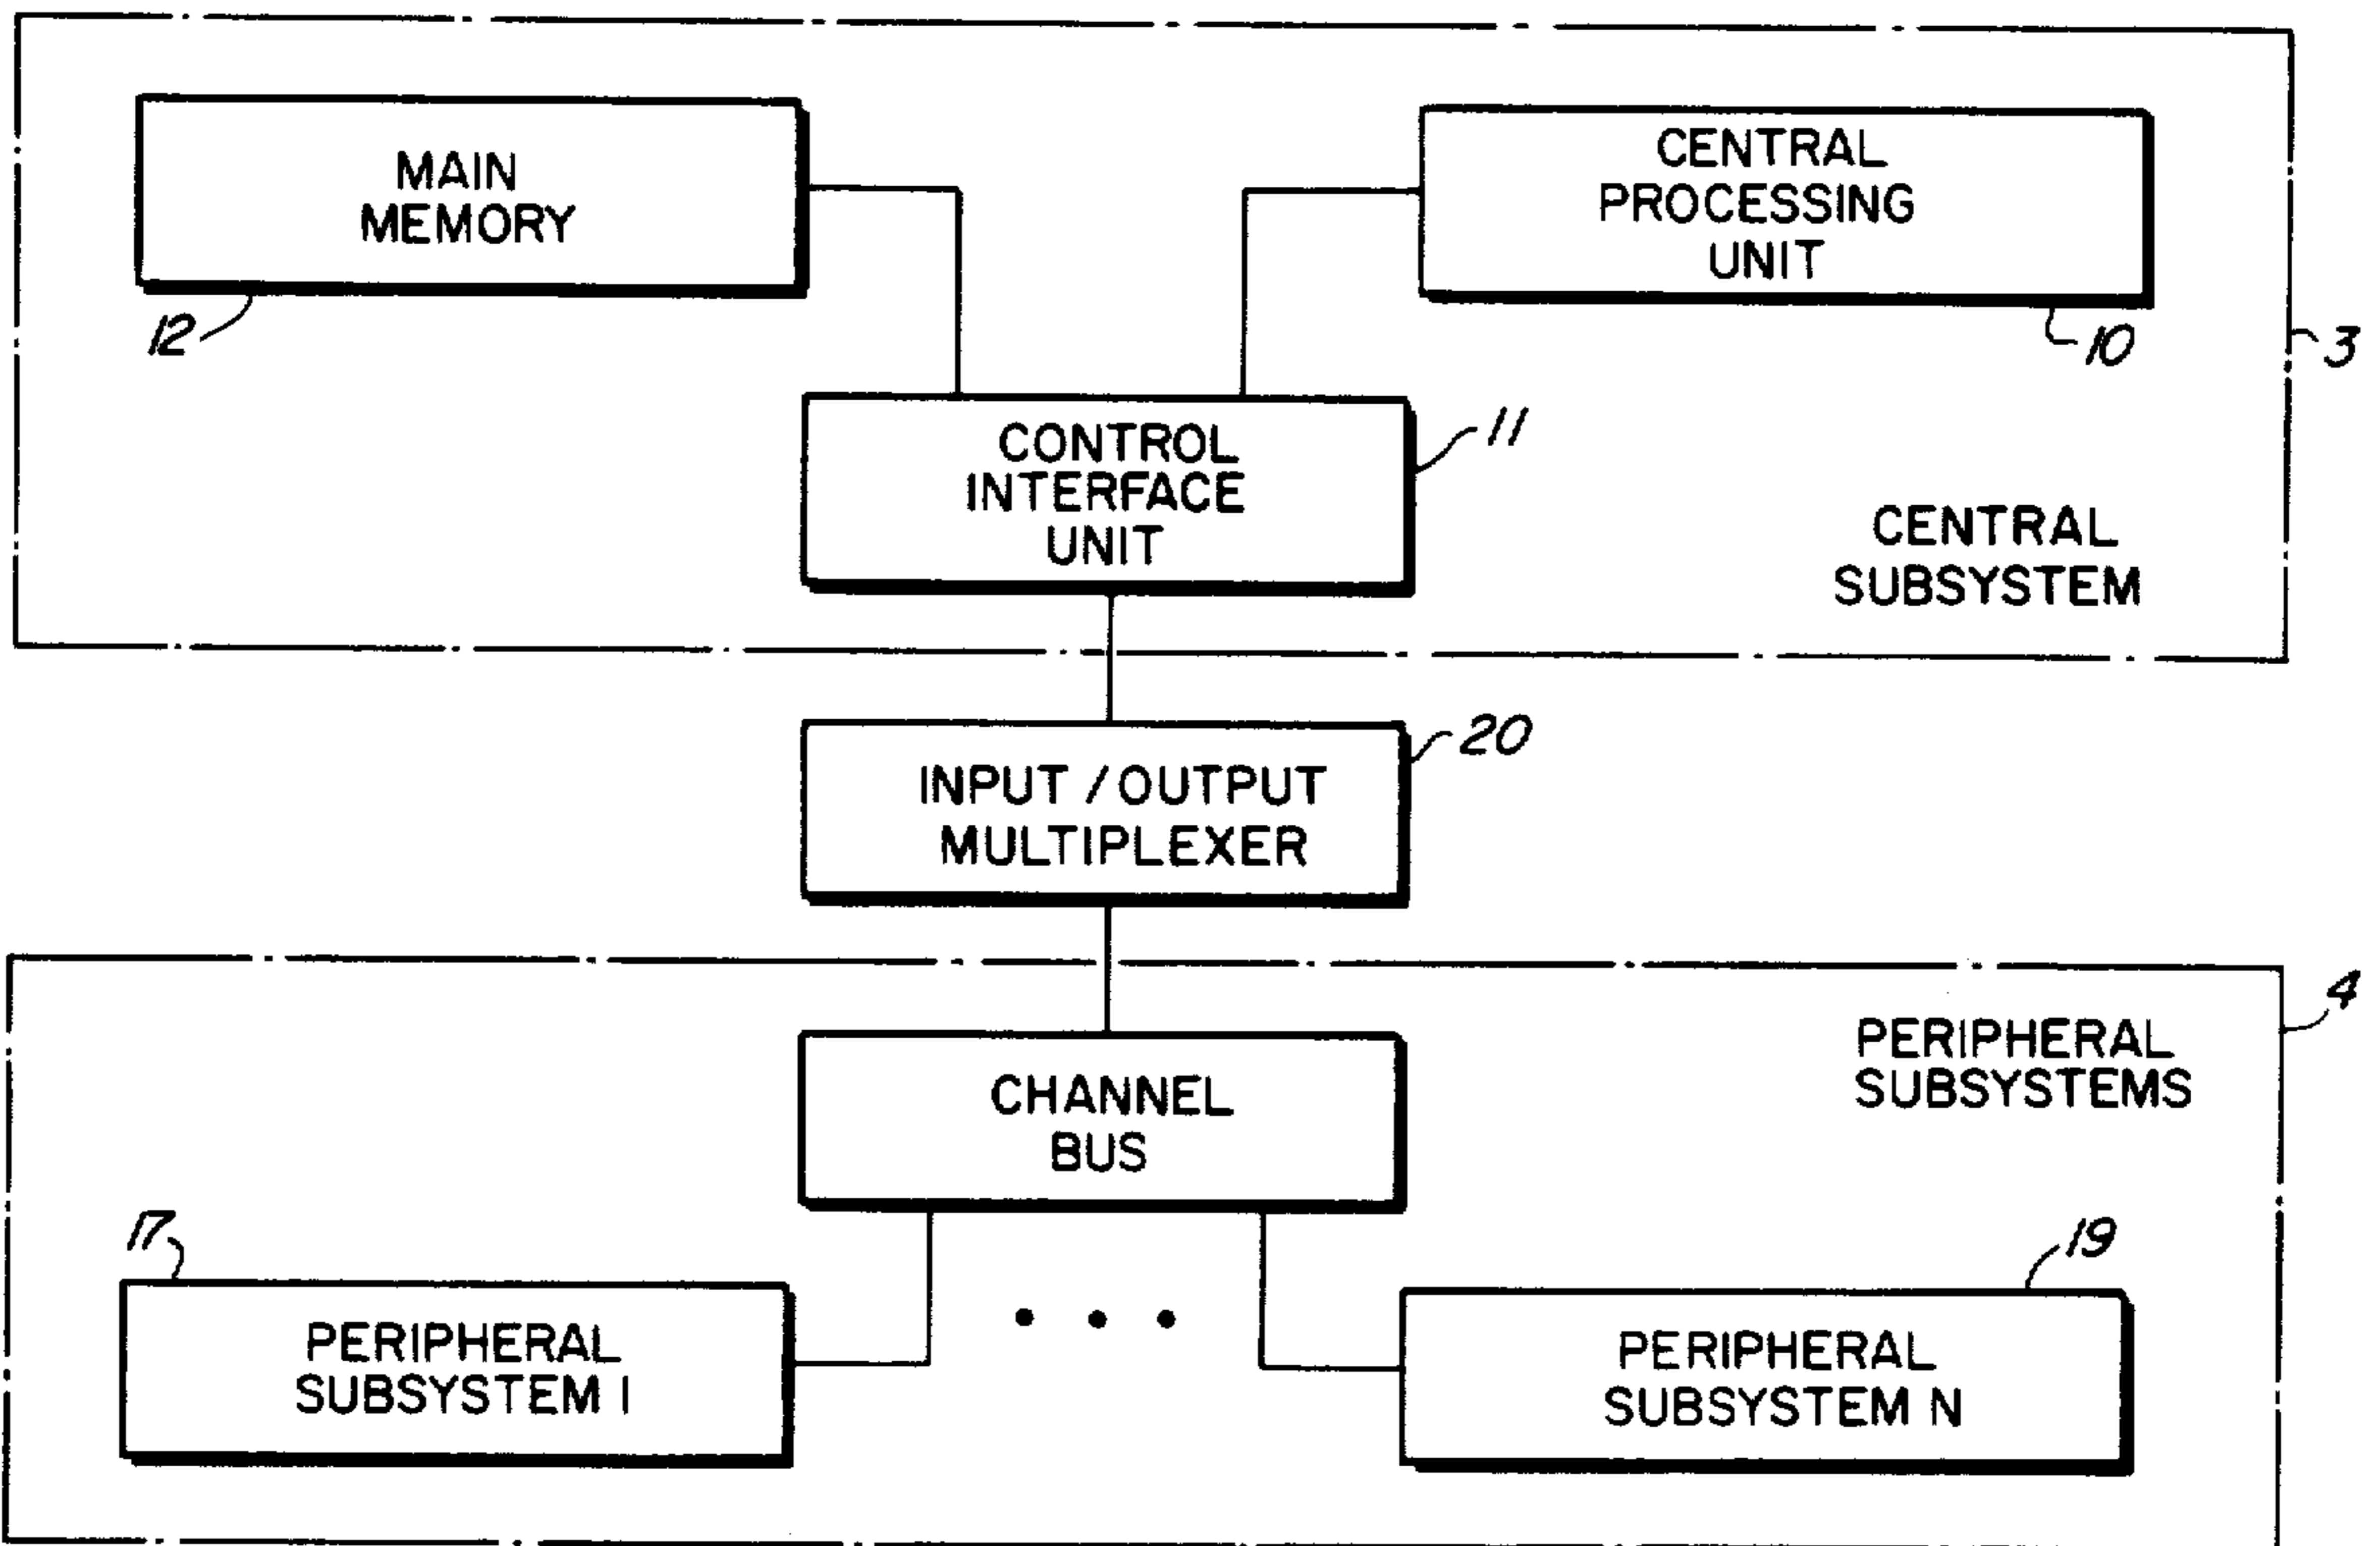 MAIN
MEMORY
12
CENTRAL
PROCESSING
UNIT
10
3
CONTROL
INTERFACE
UNIT
11
CENTRAL
SUBSYSTEM
INPUT / OUTPUT
MULTIPLEXER
20
4
PERIPHERAL
SUBSYSTEMS
CHANNEL
BUS
17
PERIPHERAL
SUBSYSTEM 1
19
PERIPHERAL
SUBSYSTEM N